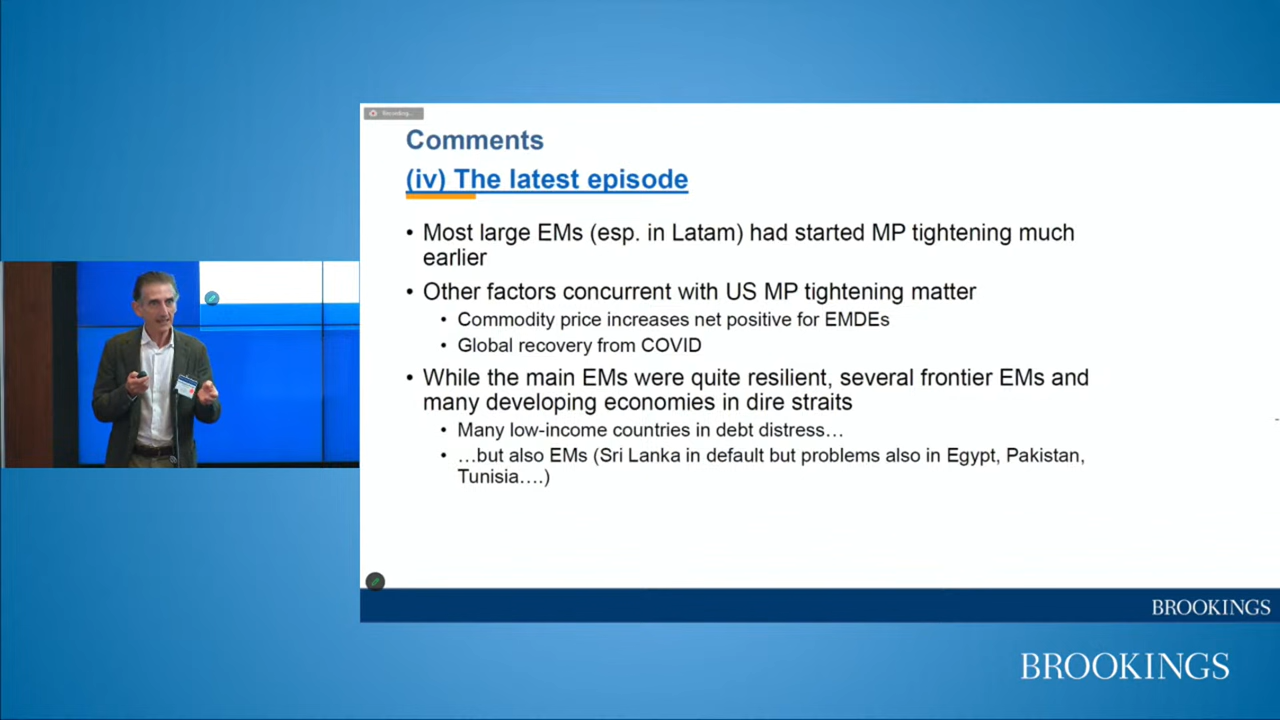 Recording...
Comments
(iv) The latest episode
• Most large EMs (esp. in Latam) had started MP tightening much
earlier
• Other factors concurrent with US MP tightening matter
• Commodity price increases net positive for EMDEs
• Global recovery from COVID
• While the main EMs were quite resilient, several frontier EMs and
many developing economies in dire straits
• Many low-income countries in debt distress…
• …but also EMs (Sri Lanka in default but problems also in Egypt, Pakistan,
Tunisia….)
BROOKINGS
BROOKINGS